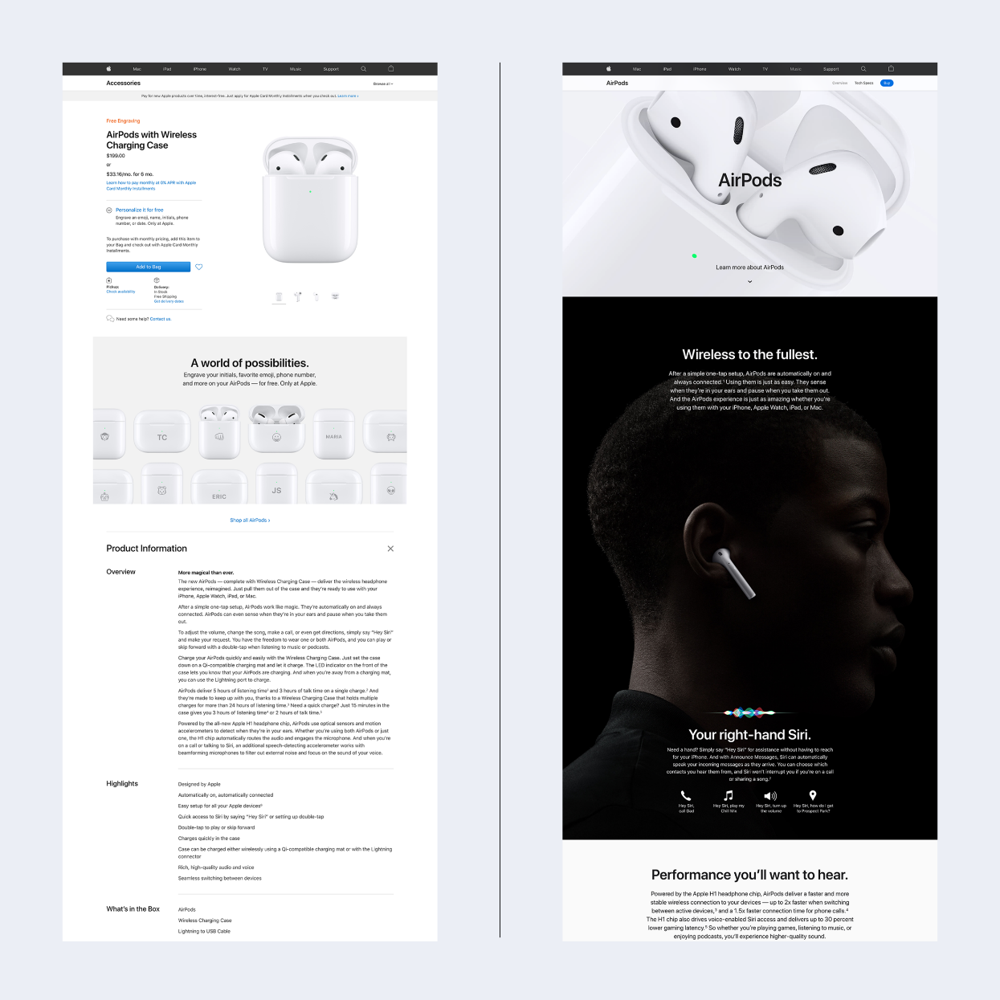 Mac iPad iPhone Watch TV Music Support
Accessories
Browse all
Pay for new Apple products over time, interest-free. Just apply for Apple Card Monthly Installments when you check out. Learn more ›
Free Engraving
AirPods with Wireless
Charging Case
$199.00
or
$33.16/mo. for 6 mo.
Learn how to pay monthly at 0% APR with Apple
Card Monthly Installments
Personalize it for free
Engrave an emoji, name, initials, phone
number, or date. Only at Apple.
To purchase with monthly pricing, add this item to
your Bag and check out with Apple Card Monthly
Installments.
Add to Bag
Pickup:
Check availability
Delivery:
In Stock
Free Shipping
Get delivery dates
Need some help? Contact us.
A world of possibilities.
Engrave your initials, favorite emoji, phone number,
and more on your AirPods — for free. Only at Apple.
TC
MARIA
ERIC
JS
Shop all AirPods ›
Product Information
Overview
More magical than ever.
The new AirPods — complete with Wireless Charging Case — deliver the wireless headphone
experience, reimagined. Just pull them out of the case and they're ready to use with your
iPhone, Apple Watch, iPad, or Mac.
After a simple one-tap setup, AirPods work like magic. They're automatically on and always
connected. AirPods can even sense when they're in your ears and pause when you take them
out.
To adjust the volume, change the song, make a call, or even get directions, simply say "Hey Siri"
and make your request. You have the freedom to wear one or both AirPods, and you can play or
skip forward with a double-tap when listening to music or podcasts.
Charge your AirPods quickly and easily with the Wireless Charging Case. Just set the case
down on a Qi-compatible charging mat and let it charge. The LED indicator on the front of the
case lets you know that your AirPods are charging. And when you're away from a charging mat,
you can use the Lightning port to charge.
AirPods deliver 5 hours of listening time¹ and 3 hours of talk time on a single charge.² And
they're made to keep up with you, thanks to a Wireless Charging Case that holds multiple
charges for more than 24 hours of listening time.³ Need a quick charge? Just 15 minutes in the
case gives you 3 hours of listening time⁴ or 2 hours of talk time.⁵
Powered by the all-new Apple H1 headphone chip, AirPods use optical sensors and motion
accelerometers to detect when they're in your ears. Whether you're using both AirPods or just
one, the H1 chip automatically routes the audio and engages the microphone. And when you're
on a call or talking to Siri, an additional speech-detecting accelerometer works with
beamforming microphones to filter out external noise and focus on the sound of your voice.
Highlights
Designed by Apple
Automatically on, automatically connected
Easy setup for all your Apple devices⁶
Quick access to Siri by saying "Hey Siri" or setting up double-tap
Double-tap to play or skip forward
Charges quickly in the case
Case can be charged either wirelessly using a Qi-compatible charging mat or with the Lightning
connector
Rich, high-quality audio and voice
Seamless switching between devices
What's in the Box
AirPods
Wireless Charging Case
Lightning to USB Cable
Mac iPad iPhone Watch TV Music Support
AirPods
Overview Tech Specs Buy
AirPods
Learn more about AirPods
Wireless to the fullest.
After a simple one-tap setup, AirPods are automatically on and
always connected.¹ Using them is just as easy. They sense
when they're in your ears and pause when you take them out.
And the AirPods experience is just as amazing whether you're
using them with your iPhone, Apple Watch, iPad, or Mac.
Your right-hand Siri.
Need a hand? Simply say "Hey Siri" for assistance without having to reach
for your iPhone. And with Announce Messages, Siri can automatically
speak your incoming messages as they arrive. You can choose which
contacts you hear them from, and Siri won't interrupt you if you're on a call
or sharing a song.²
Hey Siri,
call Dad
Hey Siri, play my
Chill Mix
Hey Siri, turn up
the volume
Hey Siri, how do I get
to Prospect Park?
Performance you'll want to hear.
Powered by the Apple H1 headphone chip, AirPods deliver a faster and more
stable wireless connection to your devices — up to 2x faster when switching
between active devices,³ and a 1.5x faster connection time for phone calls.⁴
The H1 chip also drives voice-enabled Siri access and delivers up to 30 percent
lower gaming latency.⁵ So whether you're playing games, listening to music, or
enjoying podcasts, you'll experience higher-quality sound.